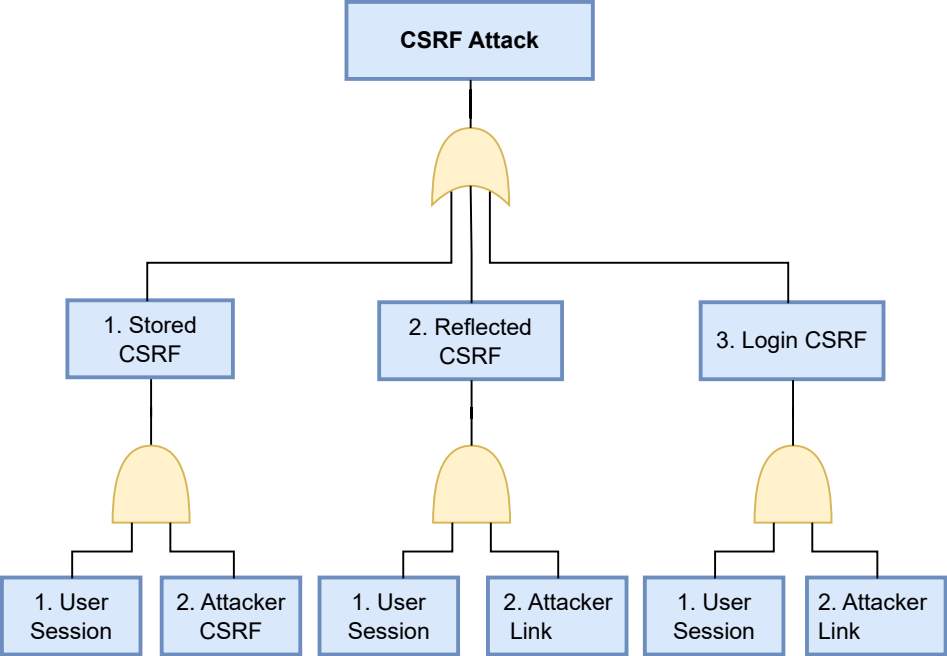 CSRF Attack
1. Stored
CSRF
2. Reflected
CSRF
3. Login CSRF
1. User
Session
2. Attacker
CSRF
1. User
Session
2. Attacker
Link
1. User
Session
2. Attacker
Link